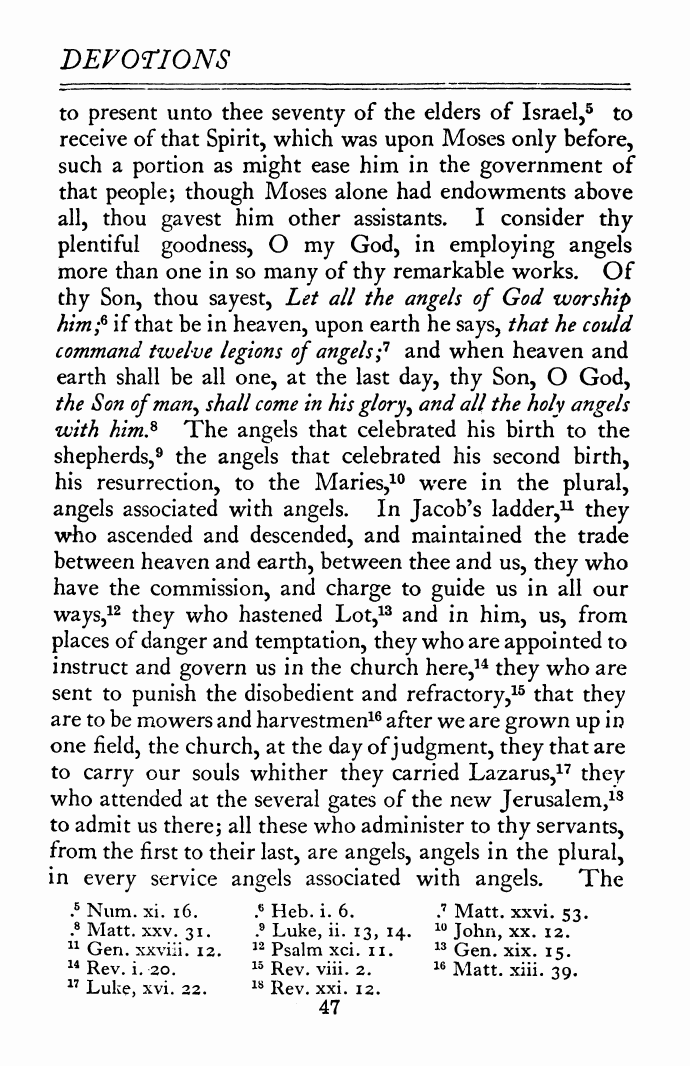 DEVOTIONS
to present unto thee seventy of the elders of Israel,⁵ to
receive of that Spirit, which was upon Moses only before,
such a portion as might ease him in the government of
that people; though Moses alone had endowments above
all, thou gavest him other assistants. I consider thy
plentiful goodness, O my God, in employing angels
more than one in so many of thy remarkable works. Of
thy Son, thou sayest, Let all the angels of God worship
him;⁶ if that be in heaven, upon earth he says, that he could
command twelve legions of angels;⁷ and when heaven and
earth shall be all one, at the last day, thy Son, O God,
the Son of man, shall come in his glory, and all the holy angels
with him.⁸ The angels that celebrated his birth to the
shepherds,⁹ the angels that celebrated his second birth,
his resurrection, to the Maries,¹⁰ were in the plural,
angels associated with angels. In Jacob's ladder,¹¹ they
who ascended and descended, and maintained the trade
between heaven and earth, between thee and us, they who
have the commission, and charge to guide us in all our
ways,¹² they who hastened Lot,¹³ and in him, us, from
places of danger and temptation, they who are appointed to
instruct and govern us in the church here,¹⁴ they who are
sent to punish the disobedient and refractory,¹⁵ that they
are to be mowers and harvestmen¹⁶ after we are grown up in
one field, the church, at the day of judgment, they that are
to carry our souls whither they carried Lazarus,¹⁷ they
who attended at the several gates of the new Jerusalem,¹⁸
to admit us there; all these who administer to thy servants,
from the first to their last, are angels, angels in the plural,
in every service angels associated with angels. The
.⁵ Num. xi. 16. .⁶ Heb. i. 6. .⁷ Matt. xxvi. 53.
.⁸ Matt. xxv. 31. .⁹ Luke, ii. 13, 14. ¹⁰ John, xx. 12.
¹¹ Gen. xxviii. 12. ¹² Psalm xci. 11. ¹³ Gen. xix. 15.
¹⁴ Rev. i. 20. ¹⁵ Rev. viii. 2. ¹⁶ Matt. xiii. 39.
¹⁷ Luke, xvi. 22. ¹⁸ Rev. xxi. 12.
47